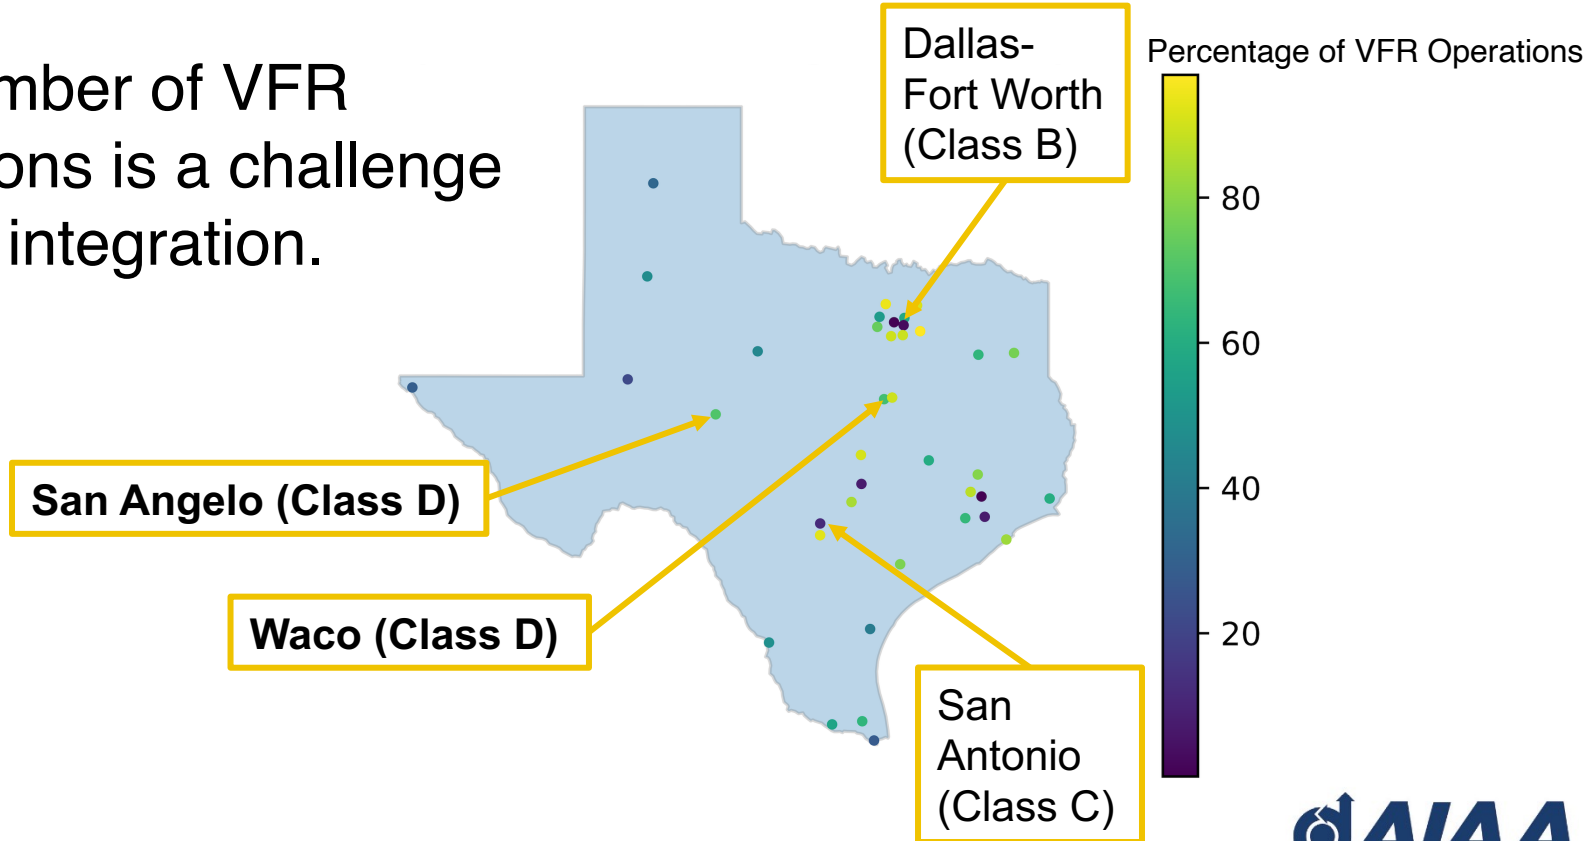 mber of VFR
ons is a challenge
integration.
Dallas-
Fort Worth
(Class B)
Percentage of VFR Operations
80
60
40
20
San Angelo (Class D)
Waco (Class D)
San
Antonio
(Class C)
AIAA